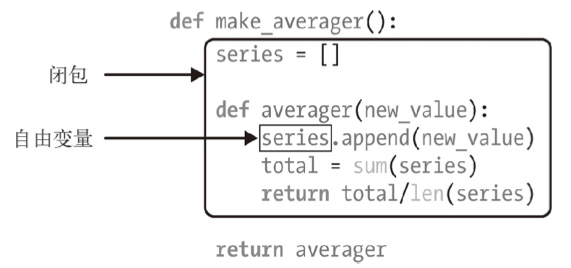 def make_averager():
series = []
闭包
def averager(new_value):
自由变量
series.append(new_value)
total = sum(series)
return total/len(series)
return averager